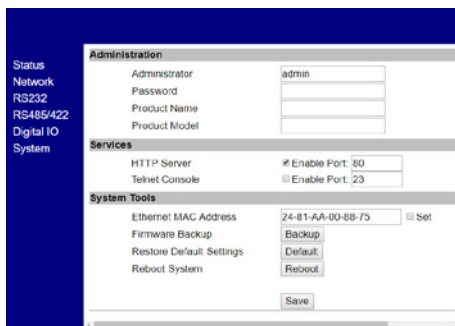 Status
Network
RS232
RS485/422
Digital IO
System
Administration
Administrator admin
Password
Product Name
Product Model
Services
HTTP Server Enable Port: 80
Telnet Console Enable Port: 23
System Tools
Ethernet MAC Address 24-81-AA-00-88-75 Set
Firmware Backup Backup
Restore Default Settings Default
Reboot System Reboot
Save